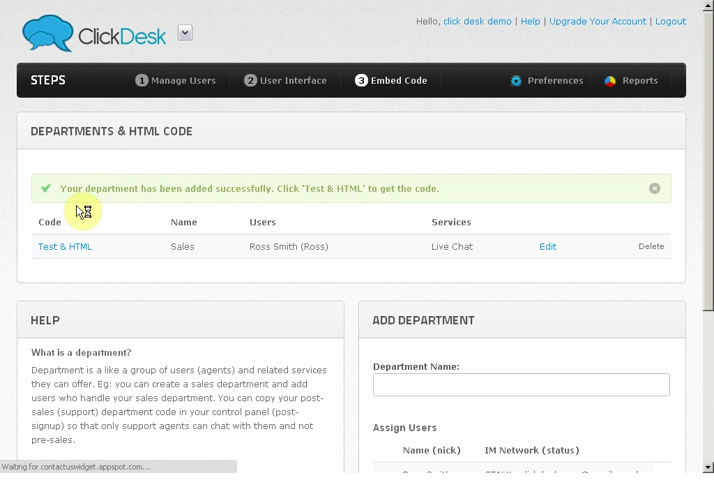 ClickDesk
Hello, click desk demo | Help | Upgrade Your Account | Logout
STEPS 1 Manage Users 2 User Interface 3 Embed Code Preferences Reports
DEPARTMENTS & HTML CODE
Your department has been added successfully. Click 'Test & HTML' to get the code.
Code Name Users Services
Test & HTML Sales Ross Smith (Ross) Live Chat Edit Delete
HELP
What is a department?
Department is a like a group of users (agents) and related services
they can offer. Eg: you can create a sales department and add
users who handle your sales department. You can copy your post-
sales (support) department code in your control panel (post-
signup) so that only support agents can chat with them and not
pre-sales.
ADD DEPARTMENT
Department Name:
Assign Users
Name (nick) IM Network (status)
Waiting for contactuswidget.appspot.com...